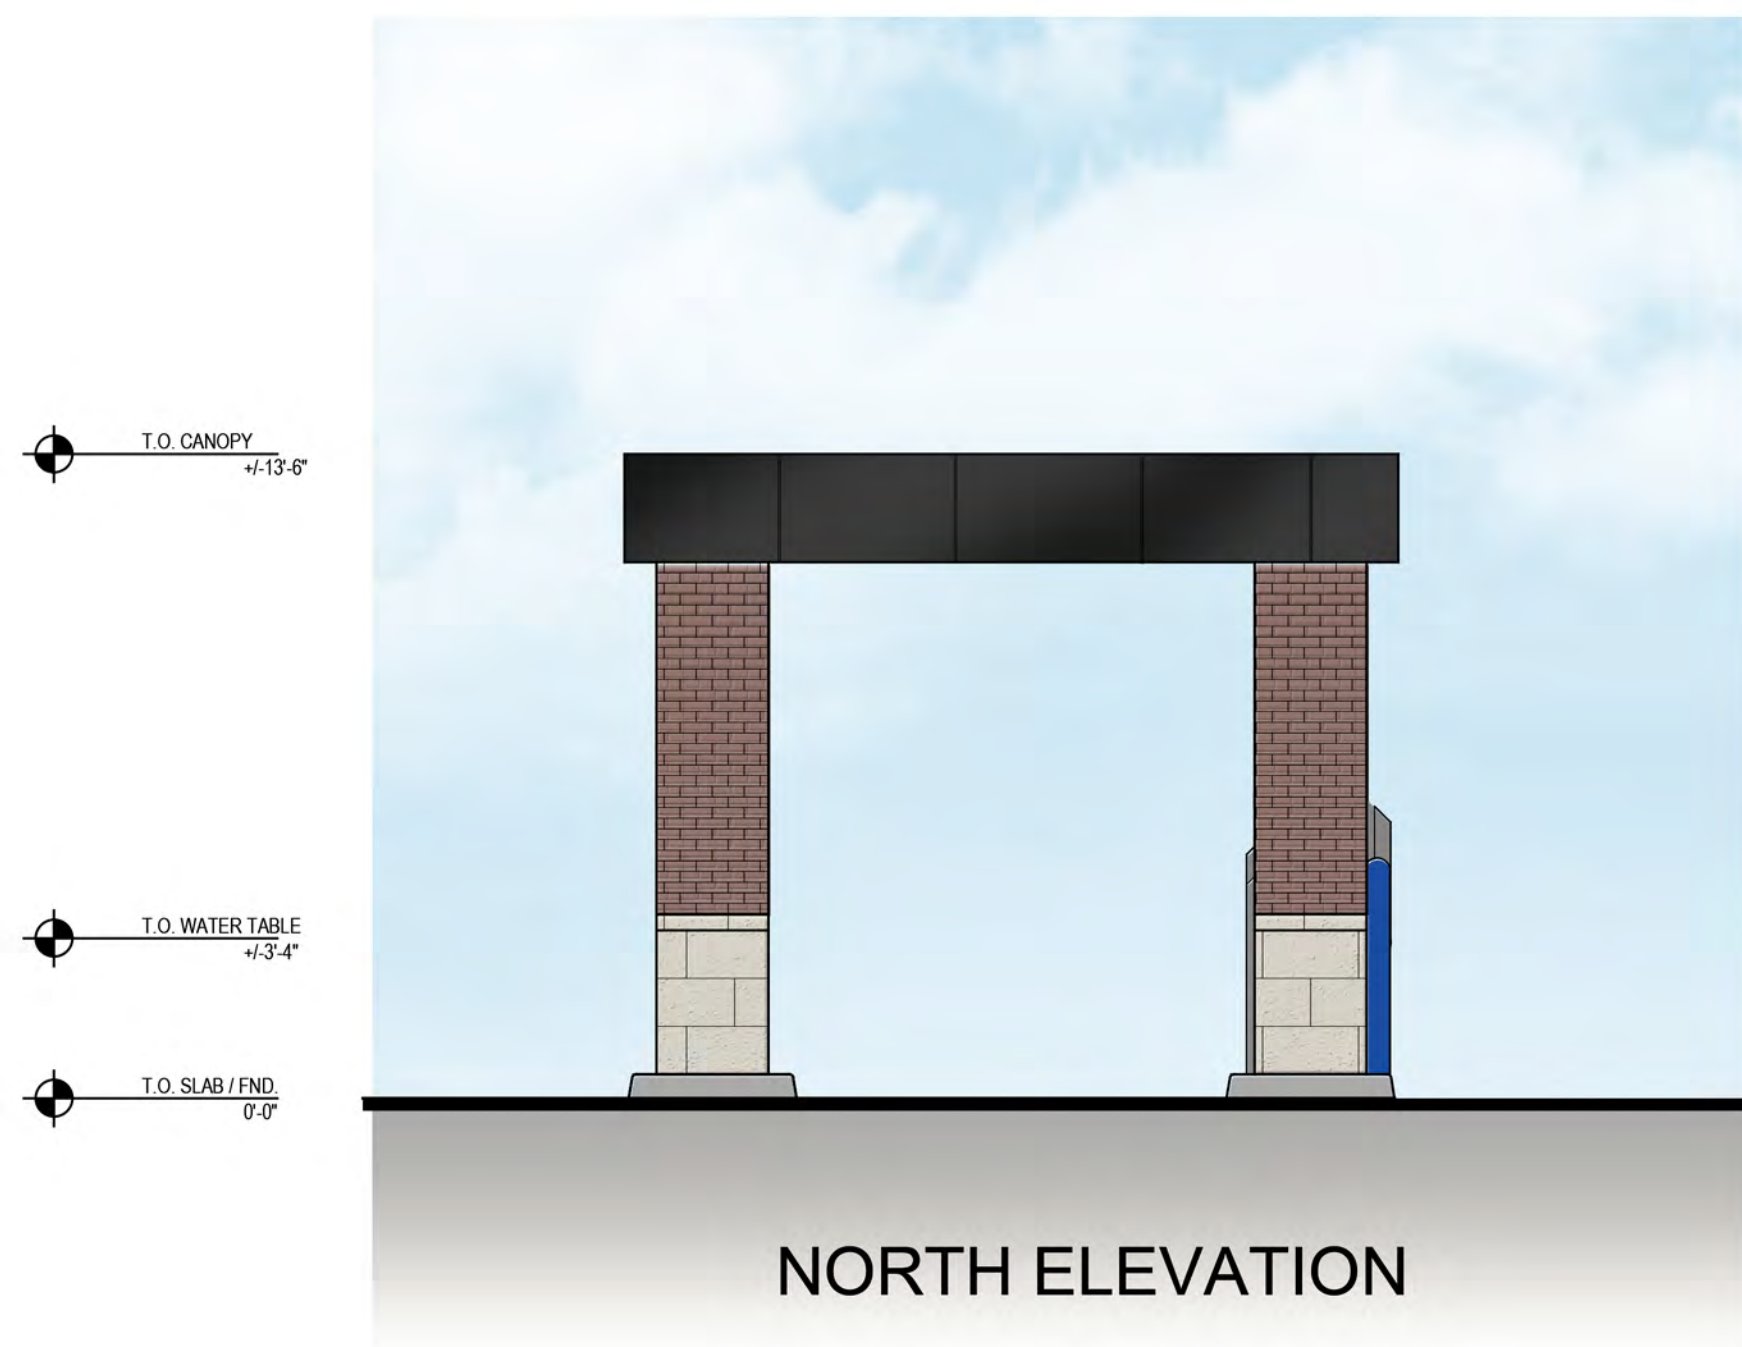 T.O. CANOPY
+/-13'-6"
T.O. WATER TABLE
+/-3'-4"
T.O. SLAB / FND.
0'-0"
NORTH ELEVATION